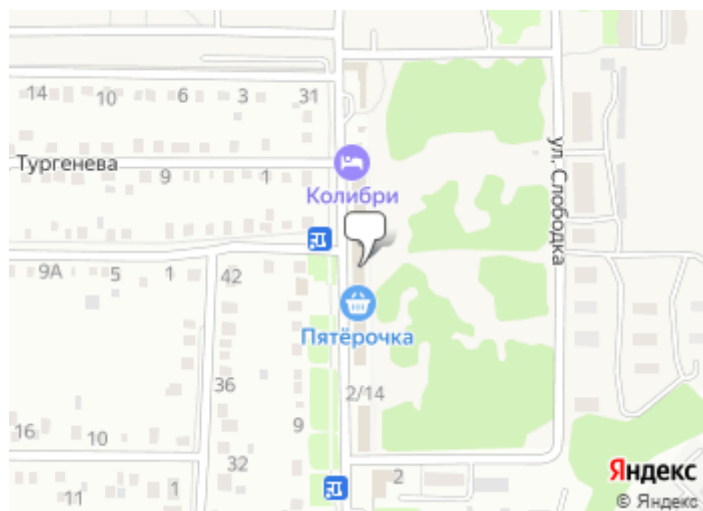 14
10
6
3
31
Тургенева
9
1
Колибри
ул. Слободка
9А
5
1
42
Пятёрочка
36
2/14
16
10
9
32
2
11
1
Яндекс
© Яндекс